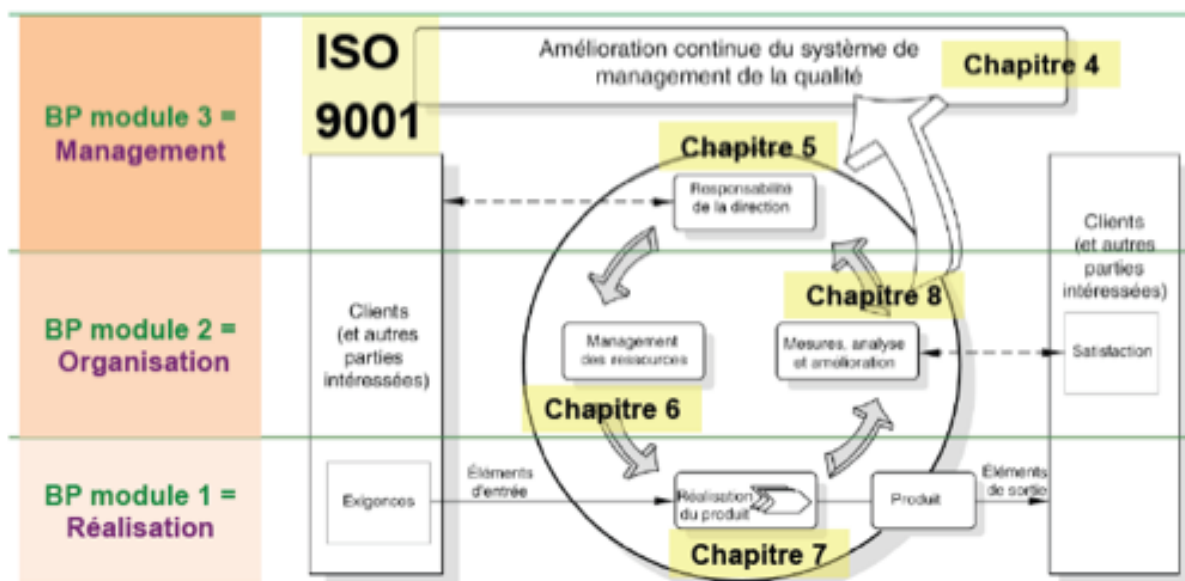 ISO
9001
Amélioration continue du système de
management de la qualité
Chapitre 4
BP module 3 =
Management
Chapitre 5
Responsabilité
de la direction
Clients
(et autres
parties
intéressées)
Chapitre 8
BP module 2 =
Organisation
Clients
(et autres
parties
intéressées)
Management
des ressources
Mesures, analyse
et amélioration
Satisfaction
Chapitre 6
BP module 1 =
Réalisation
Exigences
Éléments
d'entrée
Réalisation
du produit
Produit
Éléments
de sortie
Chapitre 7